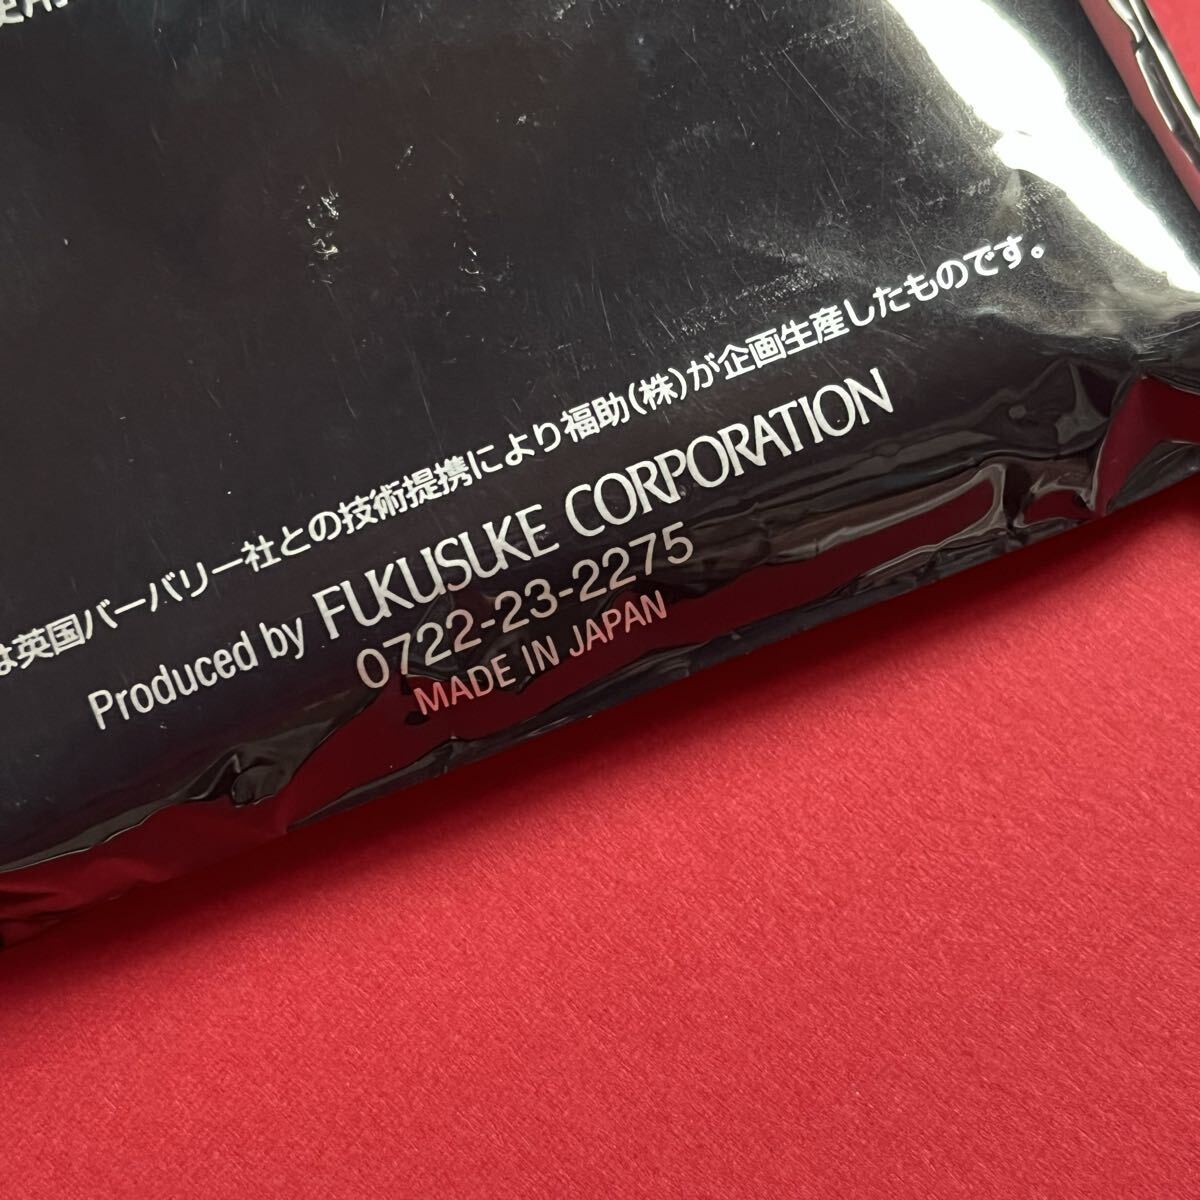 使用
は英国バーバリー社との技術提携により福助(株)が企画生産したものです。
Produced by FUKUSUKE CORPORATION
0722-23-2275
MADE IN JAPAN